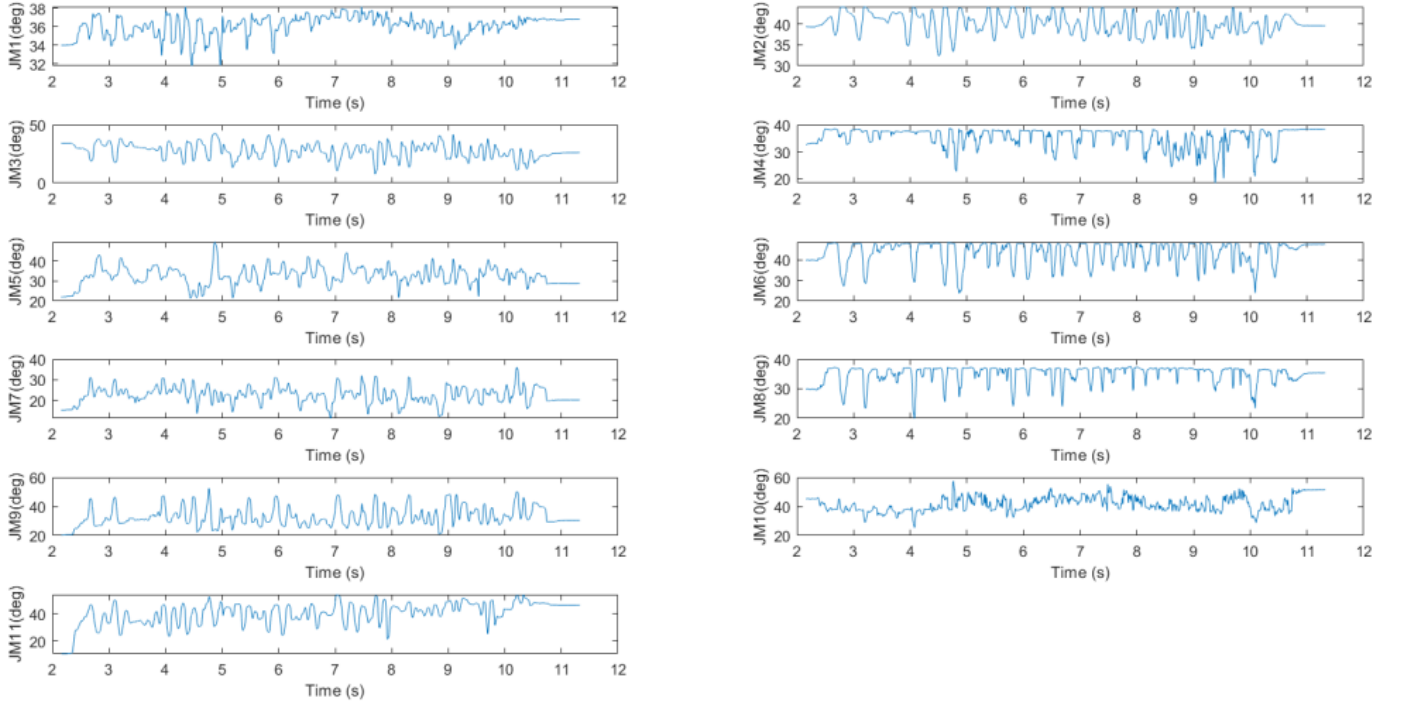 JM1(deg)
38
36
34
32
2 3 4 5 6 7 8 9 10 11 12
Time (s)
JM2(deg)
40
35
30
2 3 4 5 6 7 8 9 10 11 12
Time (s)
JM3(deg)
50
0
2 3 4 5 6 7 8 9 10 11 12
Time (s)
JM4(deg)
40
30
20
2 3 4 5 6 7 8 9 10 11 12
Time (s)
JM5(deg)
40
30
20
2 3 4 5 6 7 8 9 10 11 12
Time (s)
JM6(deg)
40
20
2 3 4 5 6 7 8 9 10 11 12
Time (s)
JM7(deg)
40
30
20
2 3 4 5 6 7 8 9 10 11 12
Time (s)
JM8(deg)
40
30
20
2 3 4 5 6 7 8 9 10 11 12
Time (s)
JM9(deg)
60
40
20
2 3 4 5 6 7 8 9 10 11 12
Time (s)
JM10(deg)
60
40
20
2 3 4 5 6 7 8 9 10 11 12
Time (s)
JM11(deg)
40
20
2 3 4 5 6 7 8 9 10 11 12
Time (s)